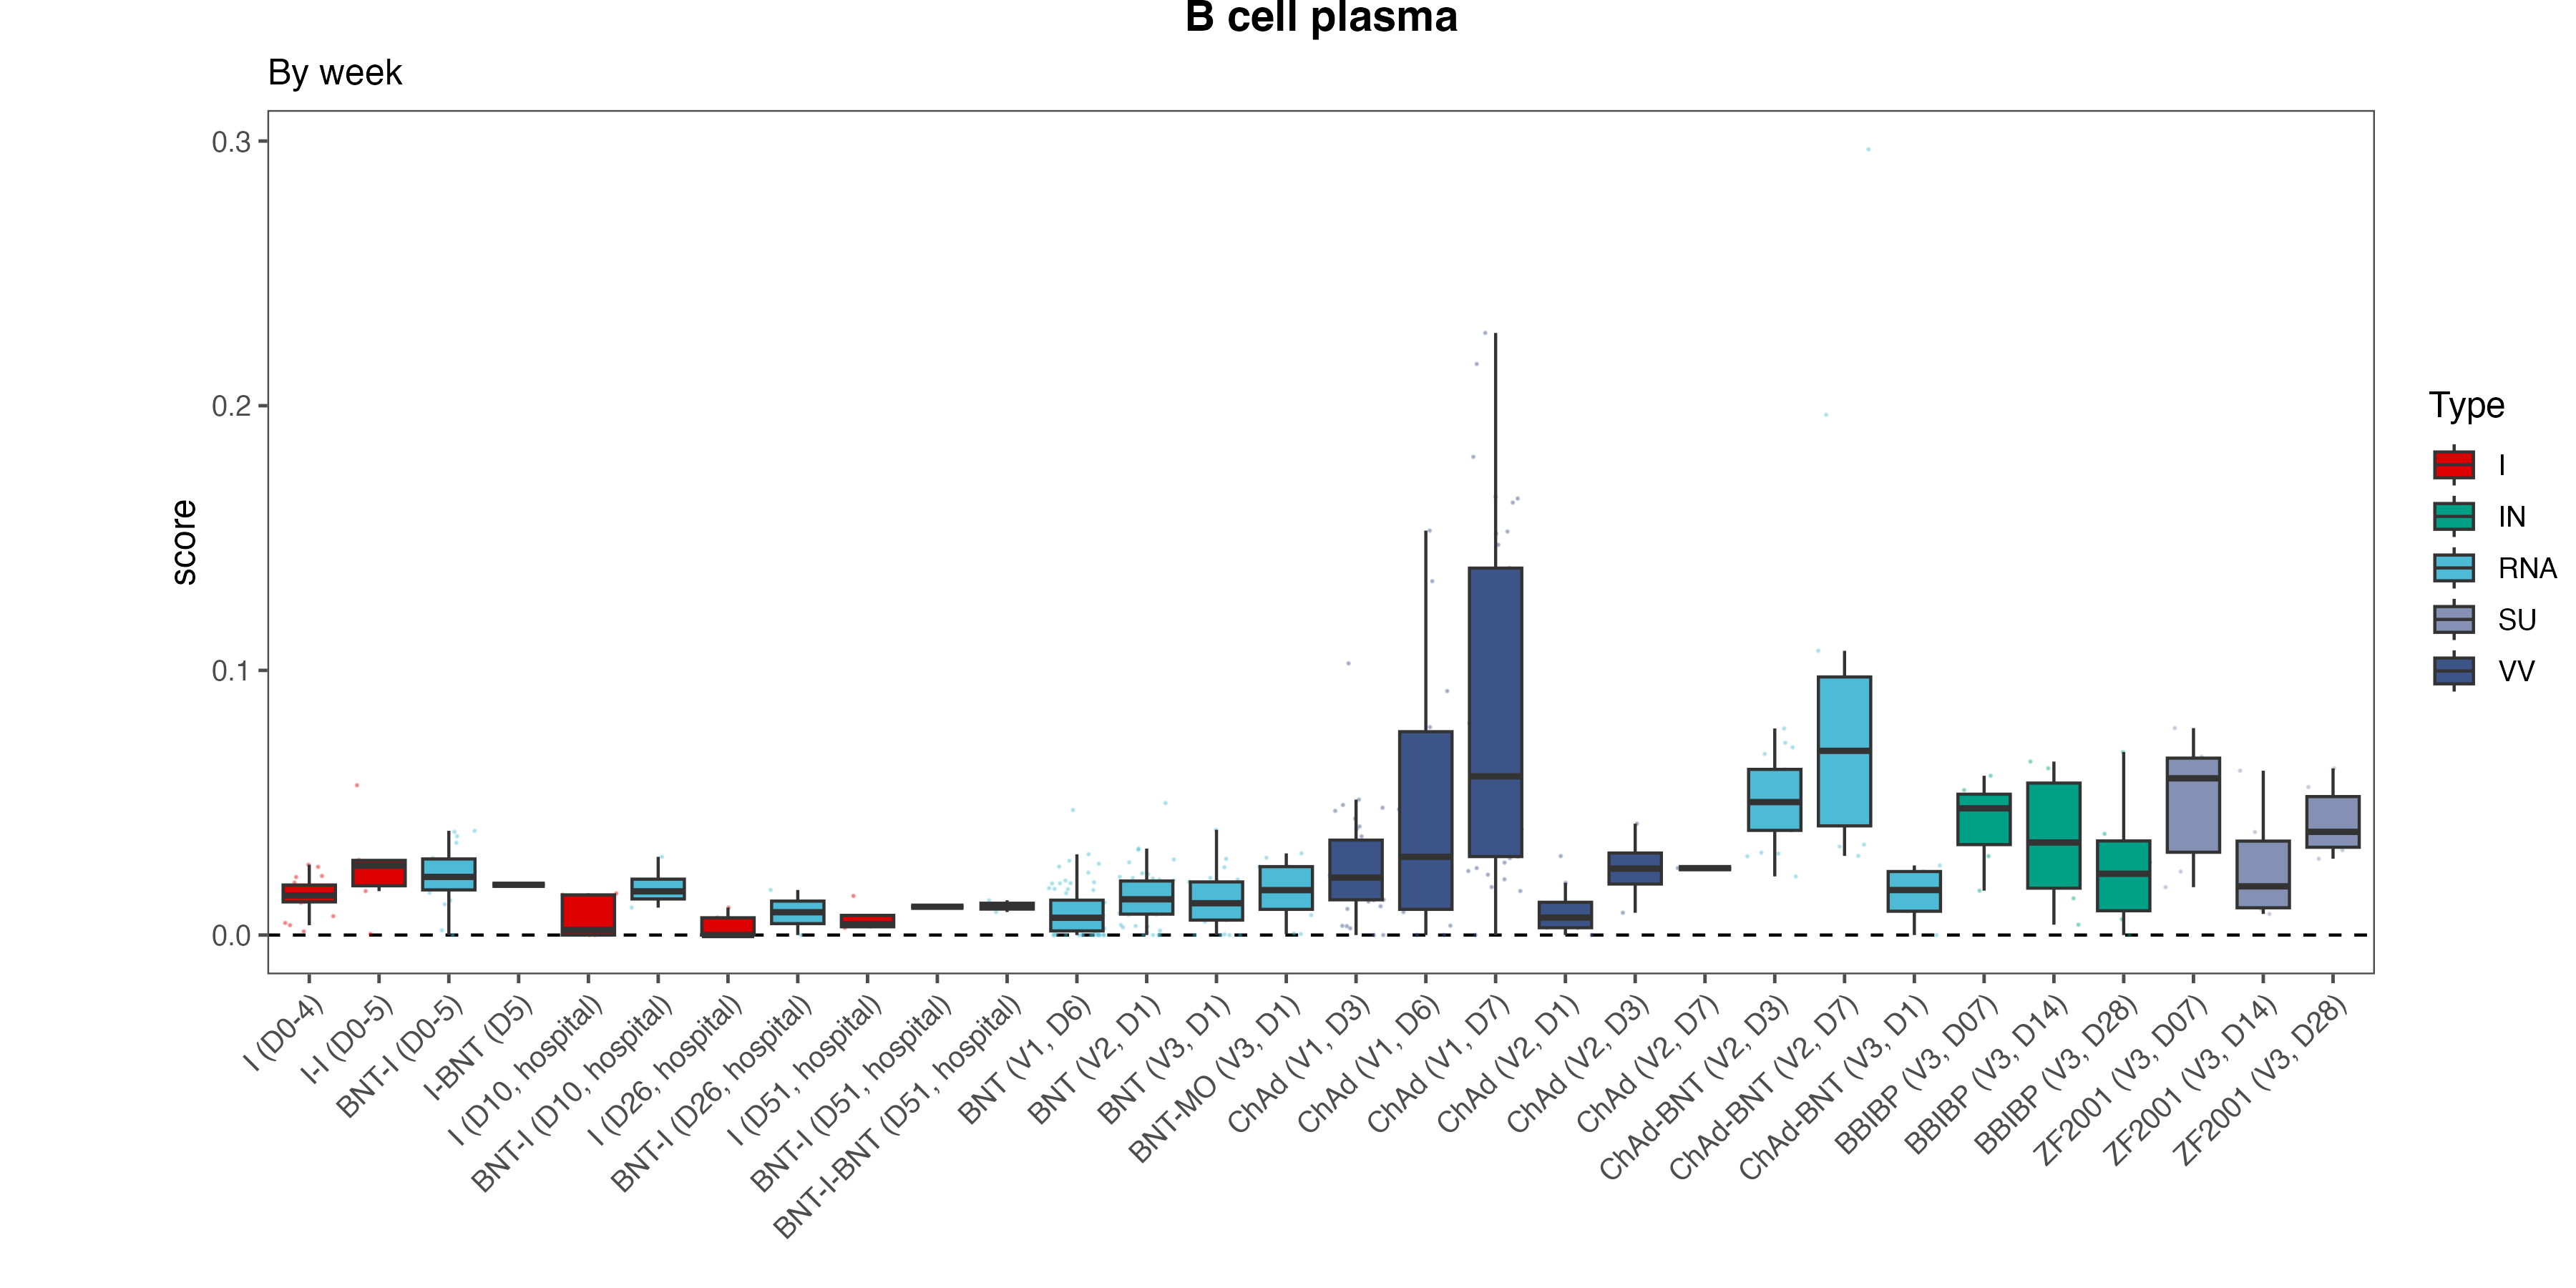 B cell plasma
By week
0.3
0.2
0.1
0.0
score
I (D0-4)
I-I (D0-5)
BNT-I (D0-5)
I-BNT (D5)
I (D10, hospital)
BNT-I (D10, hospital)
I (D26, hospital)
BNT-I (D26, hospital)
I (D51, hospital)
BNT-I (D51, hospital)
BNT-I-BNT (D51, hospital)
BNT (V1, D6)
BNT (V2, D1)
BNT (V3, D1)
BNT-MO (V3, D1)
ChAd (V1, D3)
ChAd (V1, D6)
ChAd (V1, D7)
ChAd (V2, D1)
ChAd (V2, D3)
ChAd (V2, D7)
ChAd-BNT (V2, D3)
ChAd-BNT (V2, D7)
ChAd-BNT (V3, D1)
BBIBP (V3, D07)
BBIBP (V3, D14)
BBIBP (V3, D28)
ZF2001 (V3, D07)
ZF2001 (V3, D14)
ZF2001 (V3, D28)
Type
I
IN
RNA
SU
VV